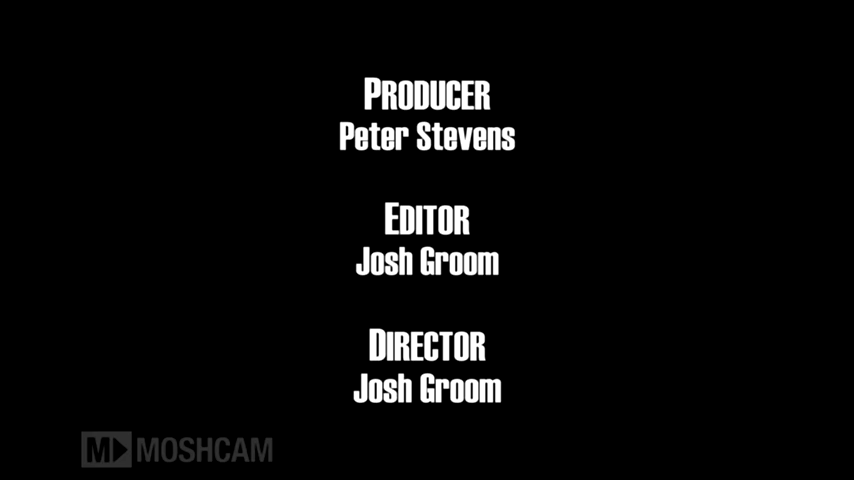 PRODUCER
Peter Stevens
EDITOR
Josh Groom
DIRECTOR
Josh Groom
M MOSHCAM